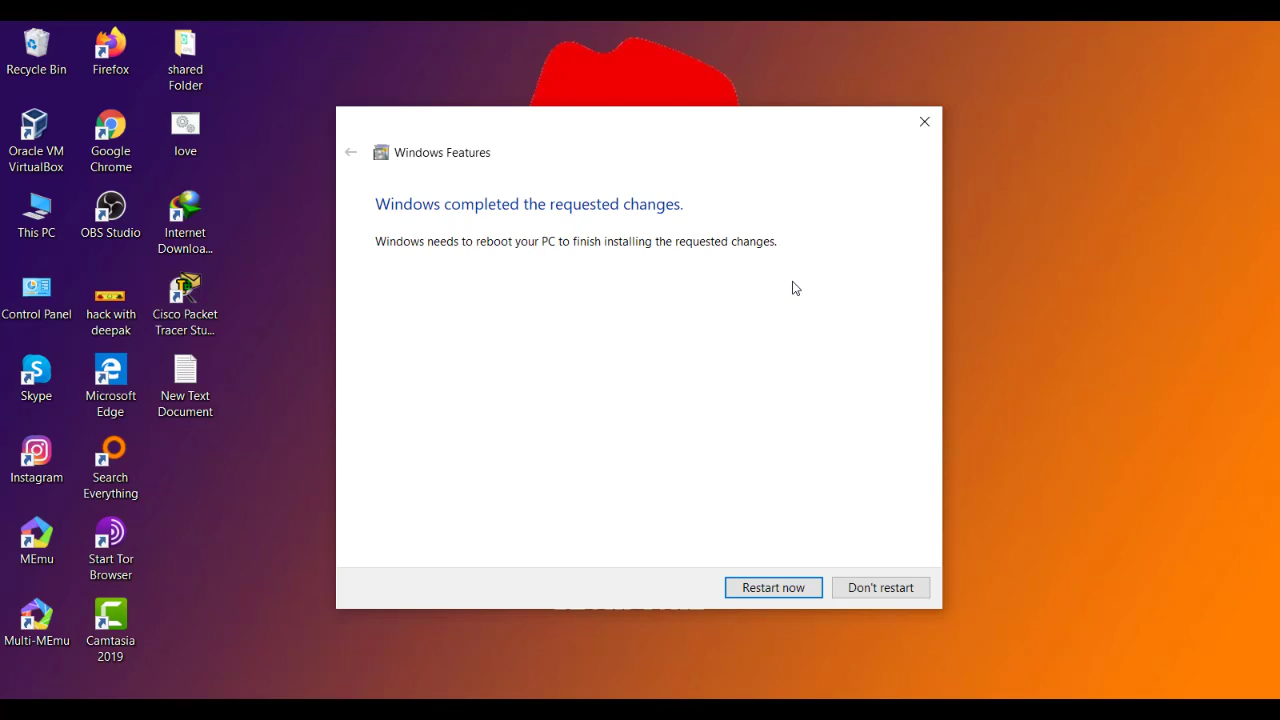 Recycle Bin
Firefox
shared
Folder
Oracle VM
VirtualBox
Google
Chrome
love
This PC
OBS Studio
Internet
Downloa...
Control Panel
hack with
deepak
Cisco Packet
Tracer Stu...
Skype
Microsoft
Edge
New Text
Document
Instagram
Search
Everything
MEmu
Start Tor
Browser
Multi-MEmu
Camtasia
2019
Windows Features
Windows completed the requested changes.
Windows needs to reboot your PC to finish installing the requested changes.
Restart now
Don't restart